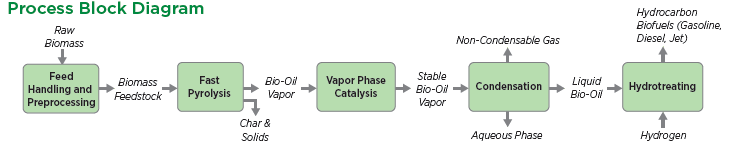 Process Block Diagram
Raw
Biomass
Feed
Handling and
Preprocessing
Biomass
Feedstock
Fast
Pyrolysis
Char &
Solids
Bio-Oil
Vapor
Vapor Phase
Catalysis
Stable
Bio-Oil
Vapor
Non-Condensable Gas
Condensation
Aqueous Phase
Liquid
Bio-Oil
Hydrocarbon
Biofuels (Gasoline,
Diesel, Jet)
Hydrotreating
Hydrogen